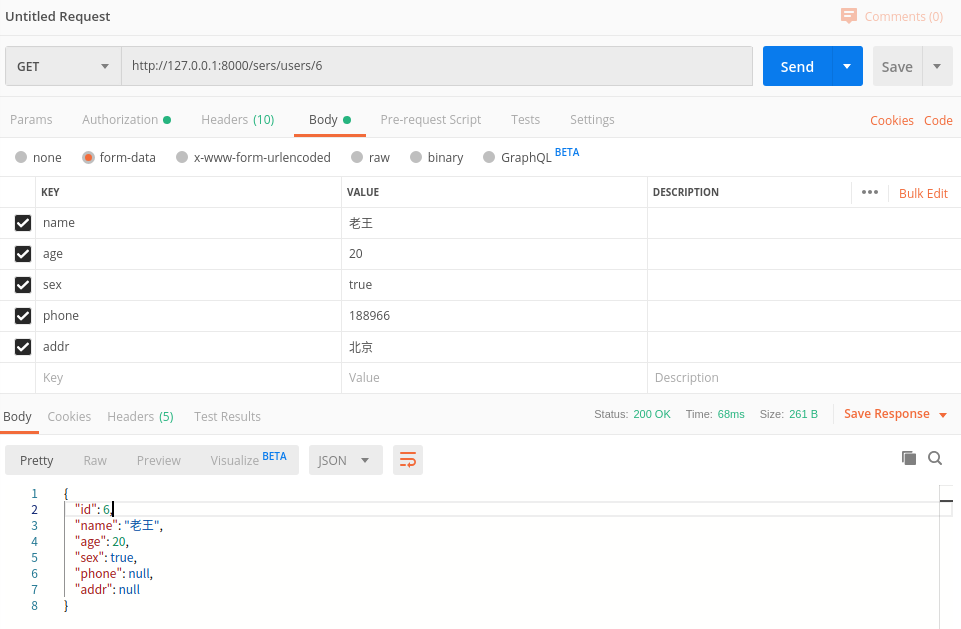 Untitled Request Comments (0)
GET http://127.0.0.1:8000/sers/users/6 Send Save
Params Authorization Headers (10) Body Pre-request Script Tests Settings Cookies Code
none form-data x-www-form-urlencoded raw binary GraphQL BETA
KEY VALUE DESCRIPTION ••• Bulk Edit
name 老王
age 20
sex true
phone 188966
addr 北京
Key Value Description
Body Cookies Headers (5) Test Results Status: 200 OK Time: 68ms Size: 261 B Save Response
Pretty Raw Preview Visualize BETA JSON
1 {
2 "id": 6,
3 "name": "老王",
4 "age": 20,
5 "sex": true,
6 "phone": null,
7 "addr": null
8 }